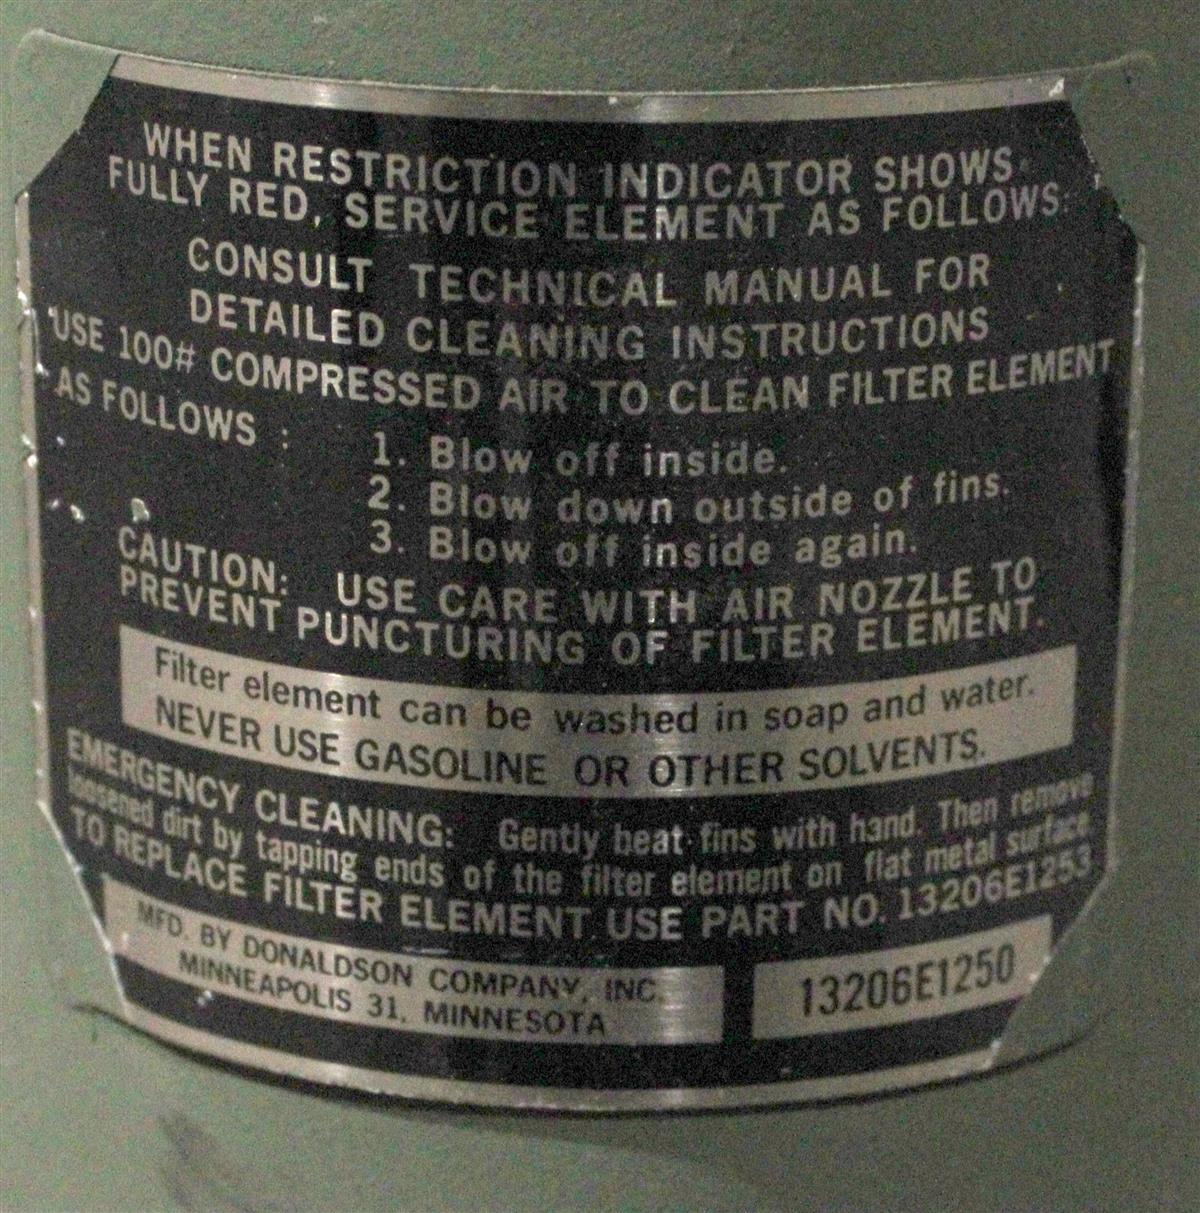 WHEN RESTRICTION INDICATOR SHOWS
FULLY RED, SERVICE ELEMENT AS FOLLOWS:
CONSULT TECHNICAL MANUAL FOR
DETAILED CLEANING INSTRUCTIONS
USE 100# COMPRESSED AIR TO CLEAN FILTER ELEMENT
AS FOLLOWS :
1. Blow off inside.
2. Blow down outside of fins.
3. Blow off inside again.
CAUTION: USE CARE WITH AIR NOZZLE TO
PREVENT PUNCTURING OF FILTER ELEMENT.
Filter element can be washed in soap and water.
NEVER USE GASOLINE OR OTHER SOLVENTS.
EMERGENCY CLEANING: Gently beat fins with hand. Then remove
loosened dirt by tapping ends of the filter element on flat metal surface.
TO REPLACE FILTER ELEMENT USE PART NO. 13206E1253
MFD. BY DONALDSON COMPANY, INC.
MINNEAPOLIS 31, MINNESOTA
13206E1250